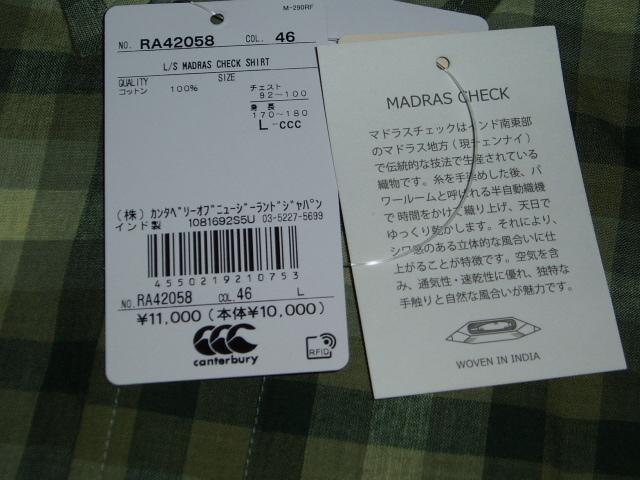 M-290RF
NO. RA42058 COL. 46
L/S MADRAS CHECK SHIRT
QUALITY SIZE
コットン 100%
チェスト
92～100
身長
170～180
L-CCC
(株) カンタベリーオブニュージーランドジャパン
インド製 1081692S5U 03-5227-5699
4550219210753
NO. RA42058 COL. 46 L
¥11,000 (本体¥10,000)
canterbury
RFID
MADRAS CHECK
マドラスチェックはインド南東部
のマドラス地方（現チェンナイ）
で伝統的な技法で生産されている
織物です。糸を手染めした後、パ
ワールームと呼ばれる半自動織機
で時間をかけて織り上げ、天日で
ゆっくり乾かします。それにより、
シワ感のある立体的な風合いに仕
上がることが特徴です。空気を含
み、通気性・速乾性に優れ、独特な
手触りと自然な風合いが魅力です。
WOVEN IN INDIA